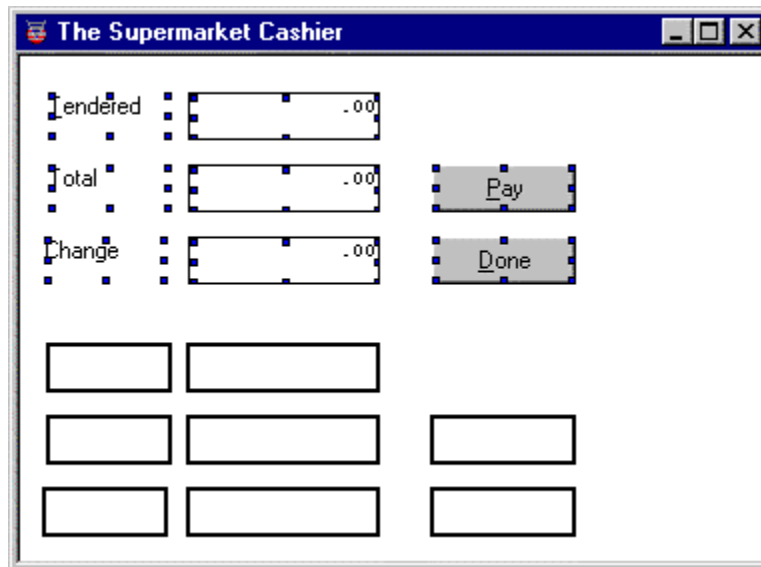 The Supermarket Cashier
Tendered .00
Total .00
Pay
Change .00
Done